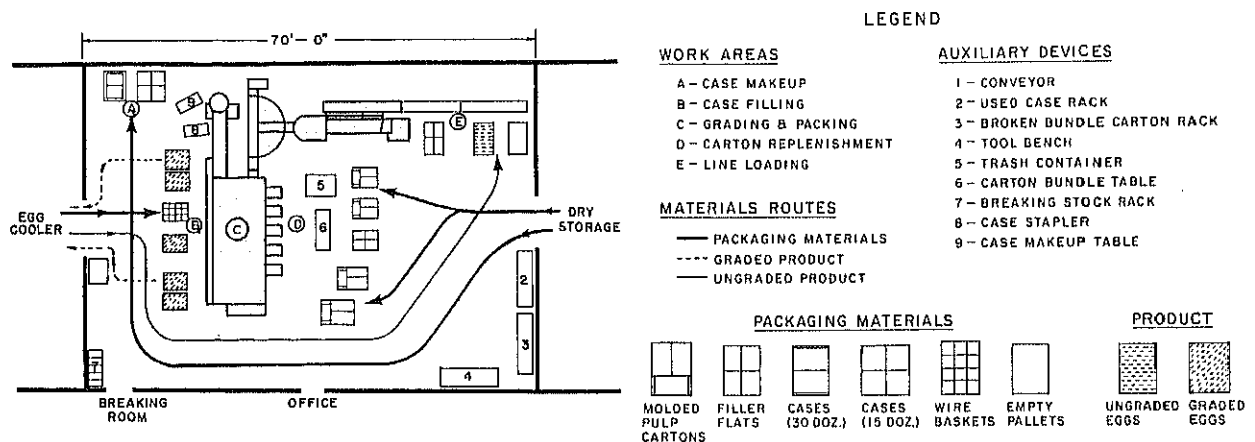 70'- 0"
A
9
8
E
5
EGG
COOLER
B
C
D
6
DRY
STORAGE
2
3
7
4
BREAKING
ROOM
OFFICE
LEGEND
WORK AREAS
A - CASE MAKEUP
B - CASE FILLING
C - GRADING & PACKING
D - CARTON REPLENISHMENT
E - LINE LOADING
MATERIALS ROUTES
PACKAGING MATERIALS
GRADED PRODUCT
UNGRADED PRODUCT
AUXILIARY DEVICES
1 - CONVEYOR
2 - USED CASE RACK
3 - BROKEN BUNDLE CARTON RACK
4 - TOOL BENCH
5 - TRASH CONTAINER
6 - CARTON BUNDLE TABLE
7 - BREAKING STOCK RACK
8 - CASE STAPLER
9 - CASE MAKEUP TABLE
PACKAGING MATERIALS
MOLDED
PULP
CARTONS
FILLER
FLATS
CASES
(30 DOZ.)
CASES
(15 DOZ.)
WIRE
BASKETS
EMPTY
PALLETS
PRODUCT
UNGRADED
EGGS
GRADED
EGGS